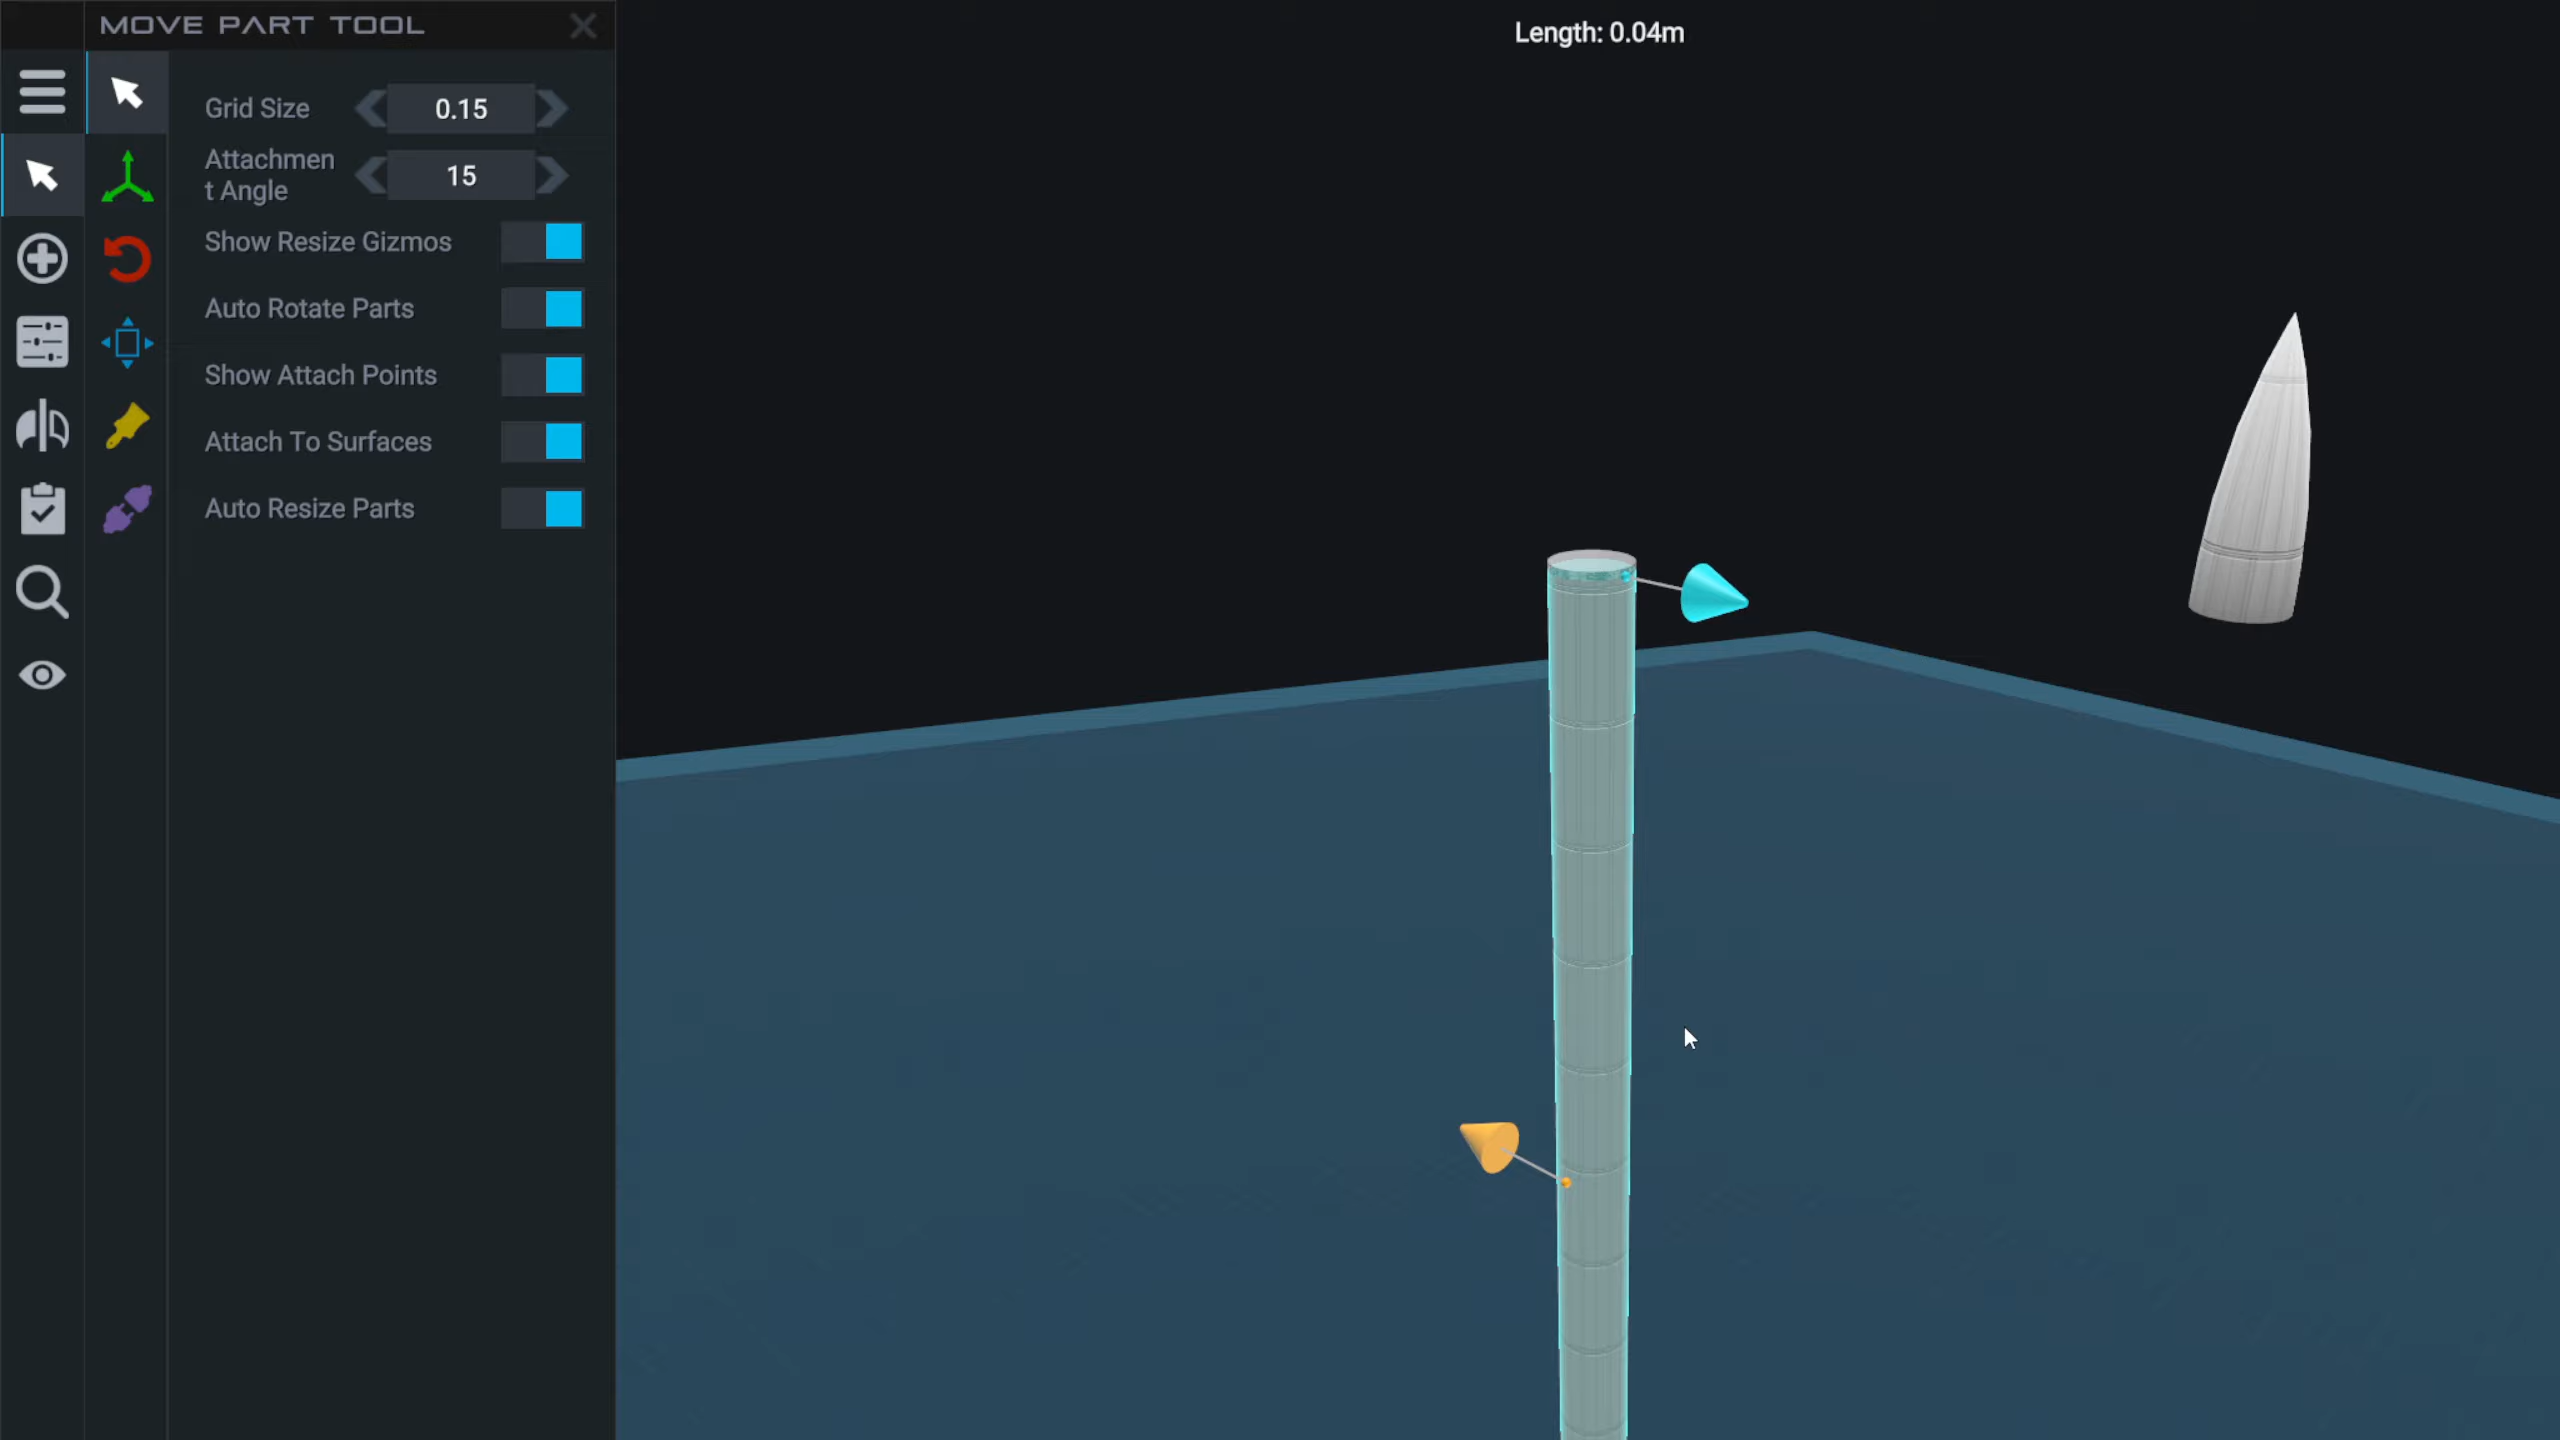 MOVE PART TOOL
Length: 0.04m
Grid Size
0.15
Attachmen
t Angle
15
Show Resize Gizmos
Auto Rotate Parts
Show Attach Points
Attach To Surfaces
Auto Resize Parts